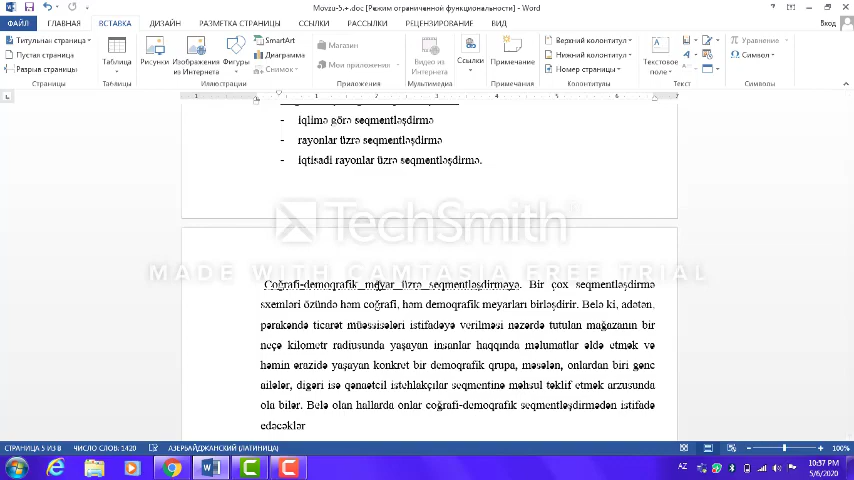 Movzu-5.+.doc [Режим ограниченной функциональности] - Word
ФАЙЛ ГЛАВНАЯ ВСТАВКА ДИЗАЙН РАЗМЕТКА СТРАНИЦЫ ССЫЛКИ РАССЫЛКИ РЕЦЕНЗИРОВАНИЕ ВИД Вход
Титульная страница
Пустая страница
Разрыв страницы
Страницы
Таблица
Таблицы
Рисунки
Изображения из Интернета
Фигуры
SmartArt
Диаграмма
Снимок
Иллюстрации
Магазин
Мои приложения
Приложения
Видео из Интернета
Мультимедиа
Ссылки
Примечание
Примечания
Верхний колонтитул
Нижний колонтитул
Номер страницы
Колонтитулы
Текстовое поле
Текст
Уравнение
Символ
Символы
- iqlimə görə seqmentləşdirmə
- rayonlar üzrə seqmentləşdirmə
- iqtisadi rayonlar üzrə seqmentləşdirmə.
TechSmith
MADE WITH CAMTASIA FREE TRIAL
Coğrafi-demoqrafik meyar üzrə seqmentləşdirməyə. Bir çox seqmentləşdirmə
sxemləri özündə həm coğrafi, həm demoqrafik meyarları birləşdirir. Belə ki, adətən,
pərakəndə ticarət müəssisələri istifadəyə verilməsi nəzərdə tutulan mağazanın bir
neçə kilometr radiusunda yaşayan insanlar haqqında məlumatlar əldə etmək və
həmin ərazidə yaşayan konkret bir demoqrafik qrupa, məsələn, onlardan biri gənc
ailələr, digəri isə qənaətcil istehlakçılar seqmentinə məhsul təklif etmək arzusunda
ola bilər. Belə olan hallarda onlar coğrafi-demoqrafik seqmentləşdirmədən istifadə
edəcəklər
СТРАНИЦА 5 ИЗ 8 ЧИСЛО СЛОВ: 1420 АЗЕРБАЙДЖАНСКИЙ (ЛАТИНИЦА) 100%
AZ 10:37 PM
5/6/2020